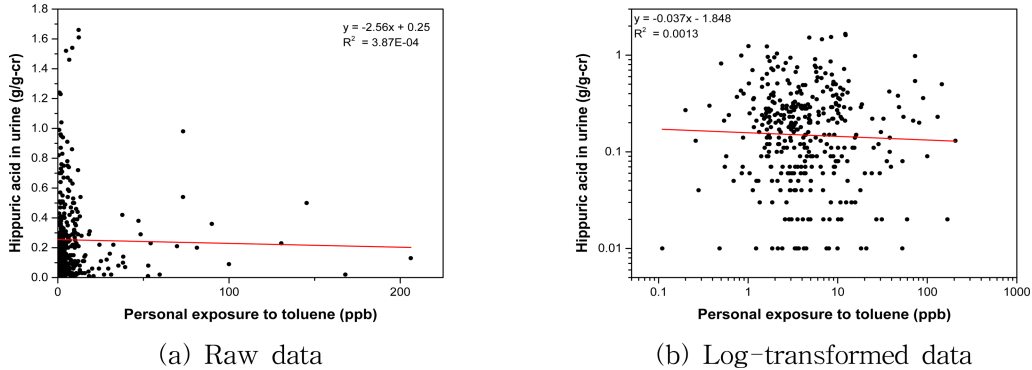 y = -2.56x + 0.25
R² = 3.87E-04
Hippuric acid in urine (g/g-cr)
1.8
1.6
1.4
1.2
1.0
0.8
0.6
0.4
0.2
0.0
0 100 200
Personal exposure to toluene (ppb)
(a) Raw data
y = -0.037x - 1.848
R² = 0.0013
Hippuric acid in urine (g/g-cr)
1
0.1
0.01
0.1 1 10 100 1000
Personal exposure to toluene (ppb)
(b) Log-transformed data